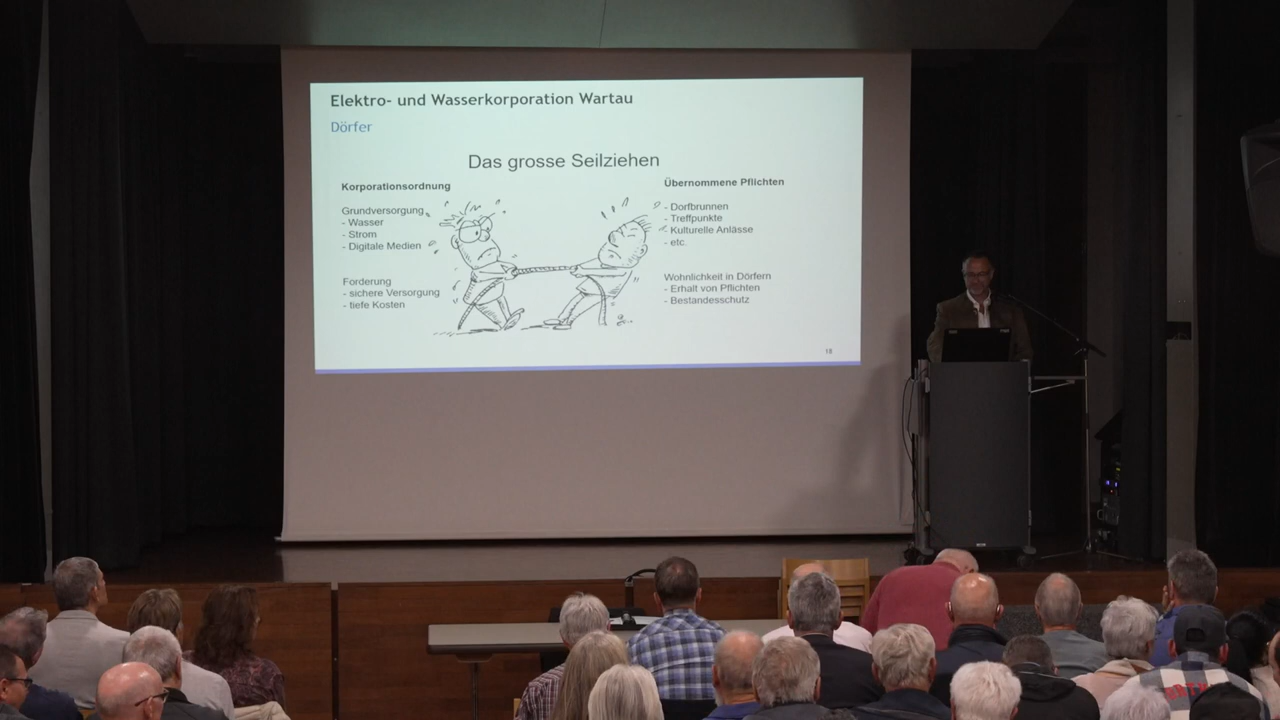 Elektro- und Wasserkorporation Wartau
Dörfer
Das grosse Seilziehen
Korporationsordnung
Grundversorgung
- Wasser
- Strom
- Digitale Medien
Forderung
- sichere Versorgung
- tiefe Kosten
Übernommene Pflichten
- Dorfbrunnen
- Treffpunkte
- Kulturelle Anlässe
- etc.
Wohnlichkeit in Dörfern
- Erhalt von Pflichten
- Bestandesschutz
18